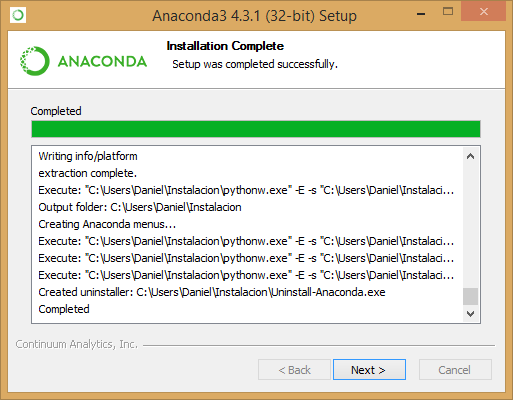 Anaconda3 4.3.1 (32-bit) Setup
ANACONDA
Installation Complete
Setup was completed successfully.
Completed
Writing info/platform
extraction complete.
Execute: "C:\Users\Daniel\Instalacion\pythonw.exe" -E -s "C:\Users\Daniel\Instalaci...
Output folder: C:\Users\Daniel\Instalacion
Creating Anaconda menus...
Execute: "C:\Users\Daniel\Instalacion\pythonw.exe" -E -s "C:\Users\Daniel\Instalaci...
Execute: "C:\Users\Daniel\Instalacion\pythonw.exe" -E -s "C:\Users\Daniel\Instalaci...
Execute: "C:\Users\Daniel\Instalacion\pythonw.exe" -E -s "C:\Users\Daniel\Instalaci...
Created uninstaller: C:\Users\Daniel\Instalacion\Uninstall-Anaconda.exe
Completed
Continuum Analytics, Inc.
< Back Next > Cancel